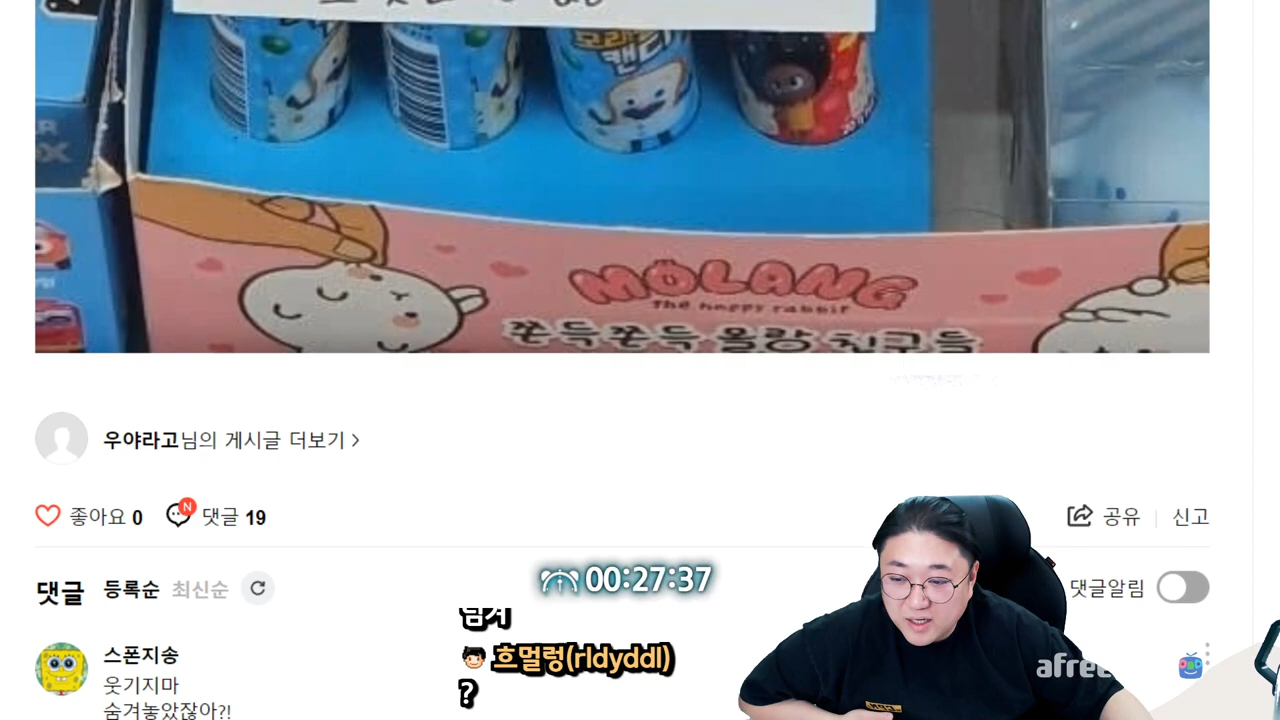 캔디
MOLANG
The happy rabbit
쫀득쫀득 몰랑 친구들
우야라고님의 게시글 더보기 >
좋아요 0 댓글 19
N
공유 신고
댓글 등록순 최신순
댓글알림
00:27:37
흐멀렁(rldyddl)
?
스폰지송
웃기지마
숨겨놓았잖아?!
afree